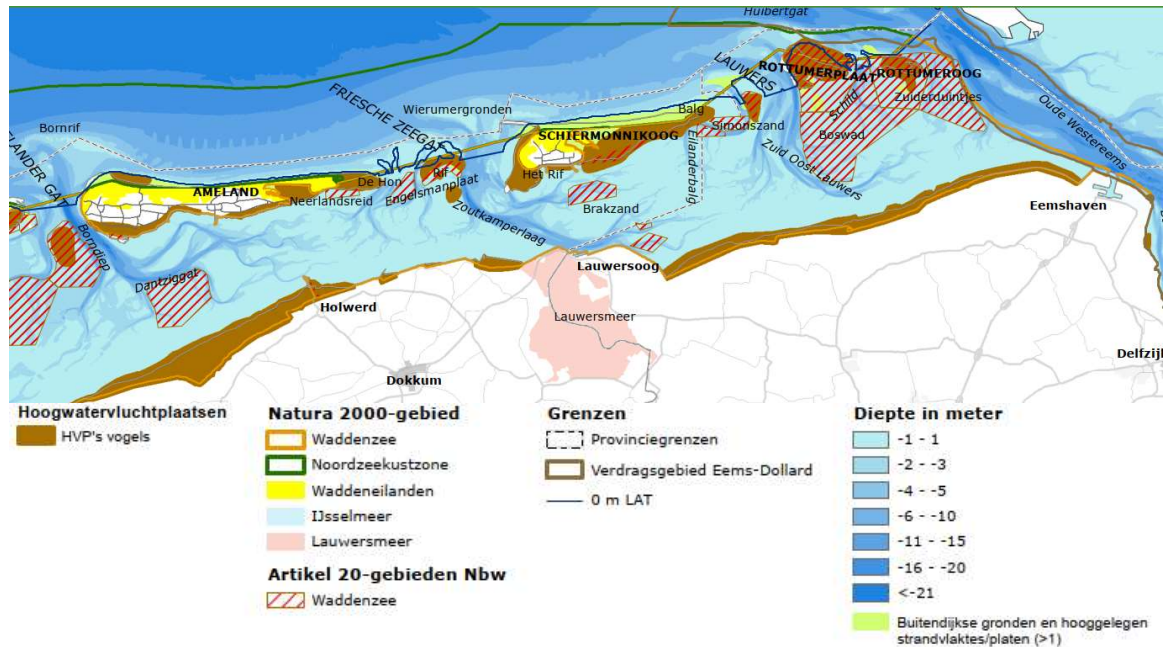 Huibertgat
LAUWERS
ROTTUMERPLAAT
ROTTUMEROOG
Zuiderduintjes
Schild
Oude Westereems
Bornrif
FRIESCHE ZEEGAT
Wierumergronden
Balg
Simonszand
Boswad
SCHIERMONNIKOOG
Eilanderbalg
Zuid Oost Lauwers
AMELAND
De Hon
Rif
Het Rif
Neerlandsreid
Engelsmanplaat
Brakzand
Eemshaven
Borndiep
Zoutkamperlaag
Dantziggat
Lauwersoog
Holwerd
Lauwersmeer
Dokkum
Hoogwatervluchtplaatsen
HVP's vogels
Natura 2000-gebied
Waddenzee
Noordzeekustzone
Waddeneilanden
IJsselmeer
Lauwersmeer
Artikel 20-gebieden Nbw
Waddenzee
Grenzen
Provinciegrenzen
Verdragsgebied Eems-Dollard
0 m LAT
Diepte in meter
-1 - 1
-2 - -3
-4 - -5
-6 - -10
-11 - -15
-16 - -20
<-21
Buitendijkse gronden en hooggelegen
strandvlaktes/platen (>1)